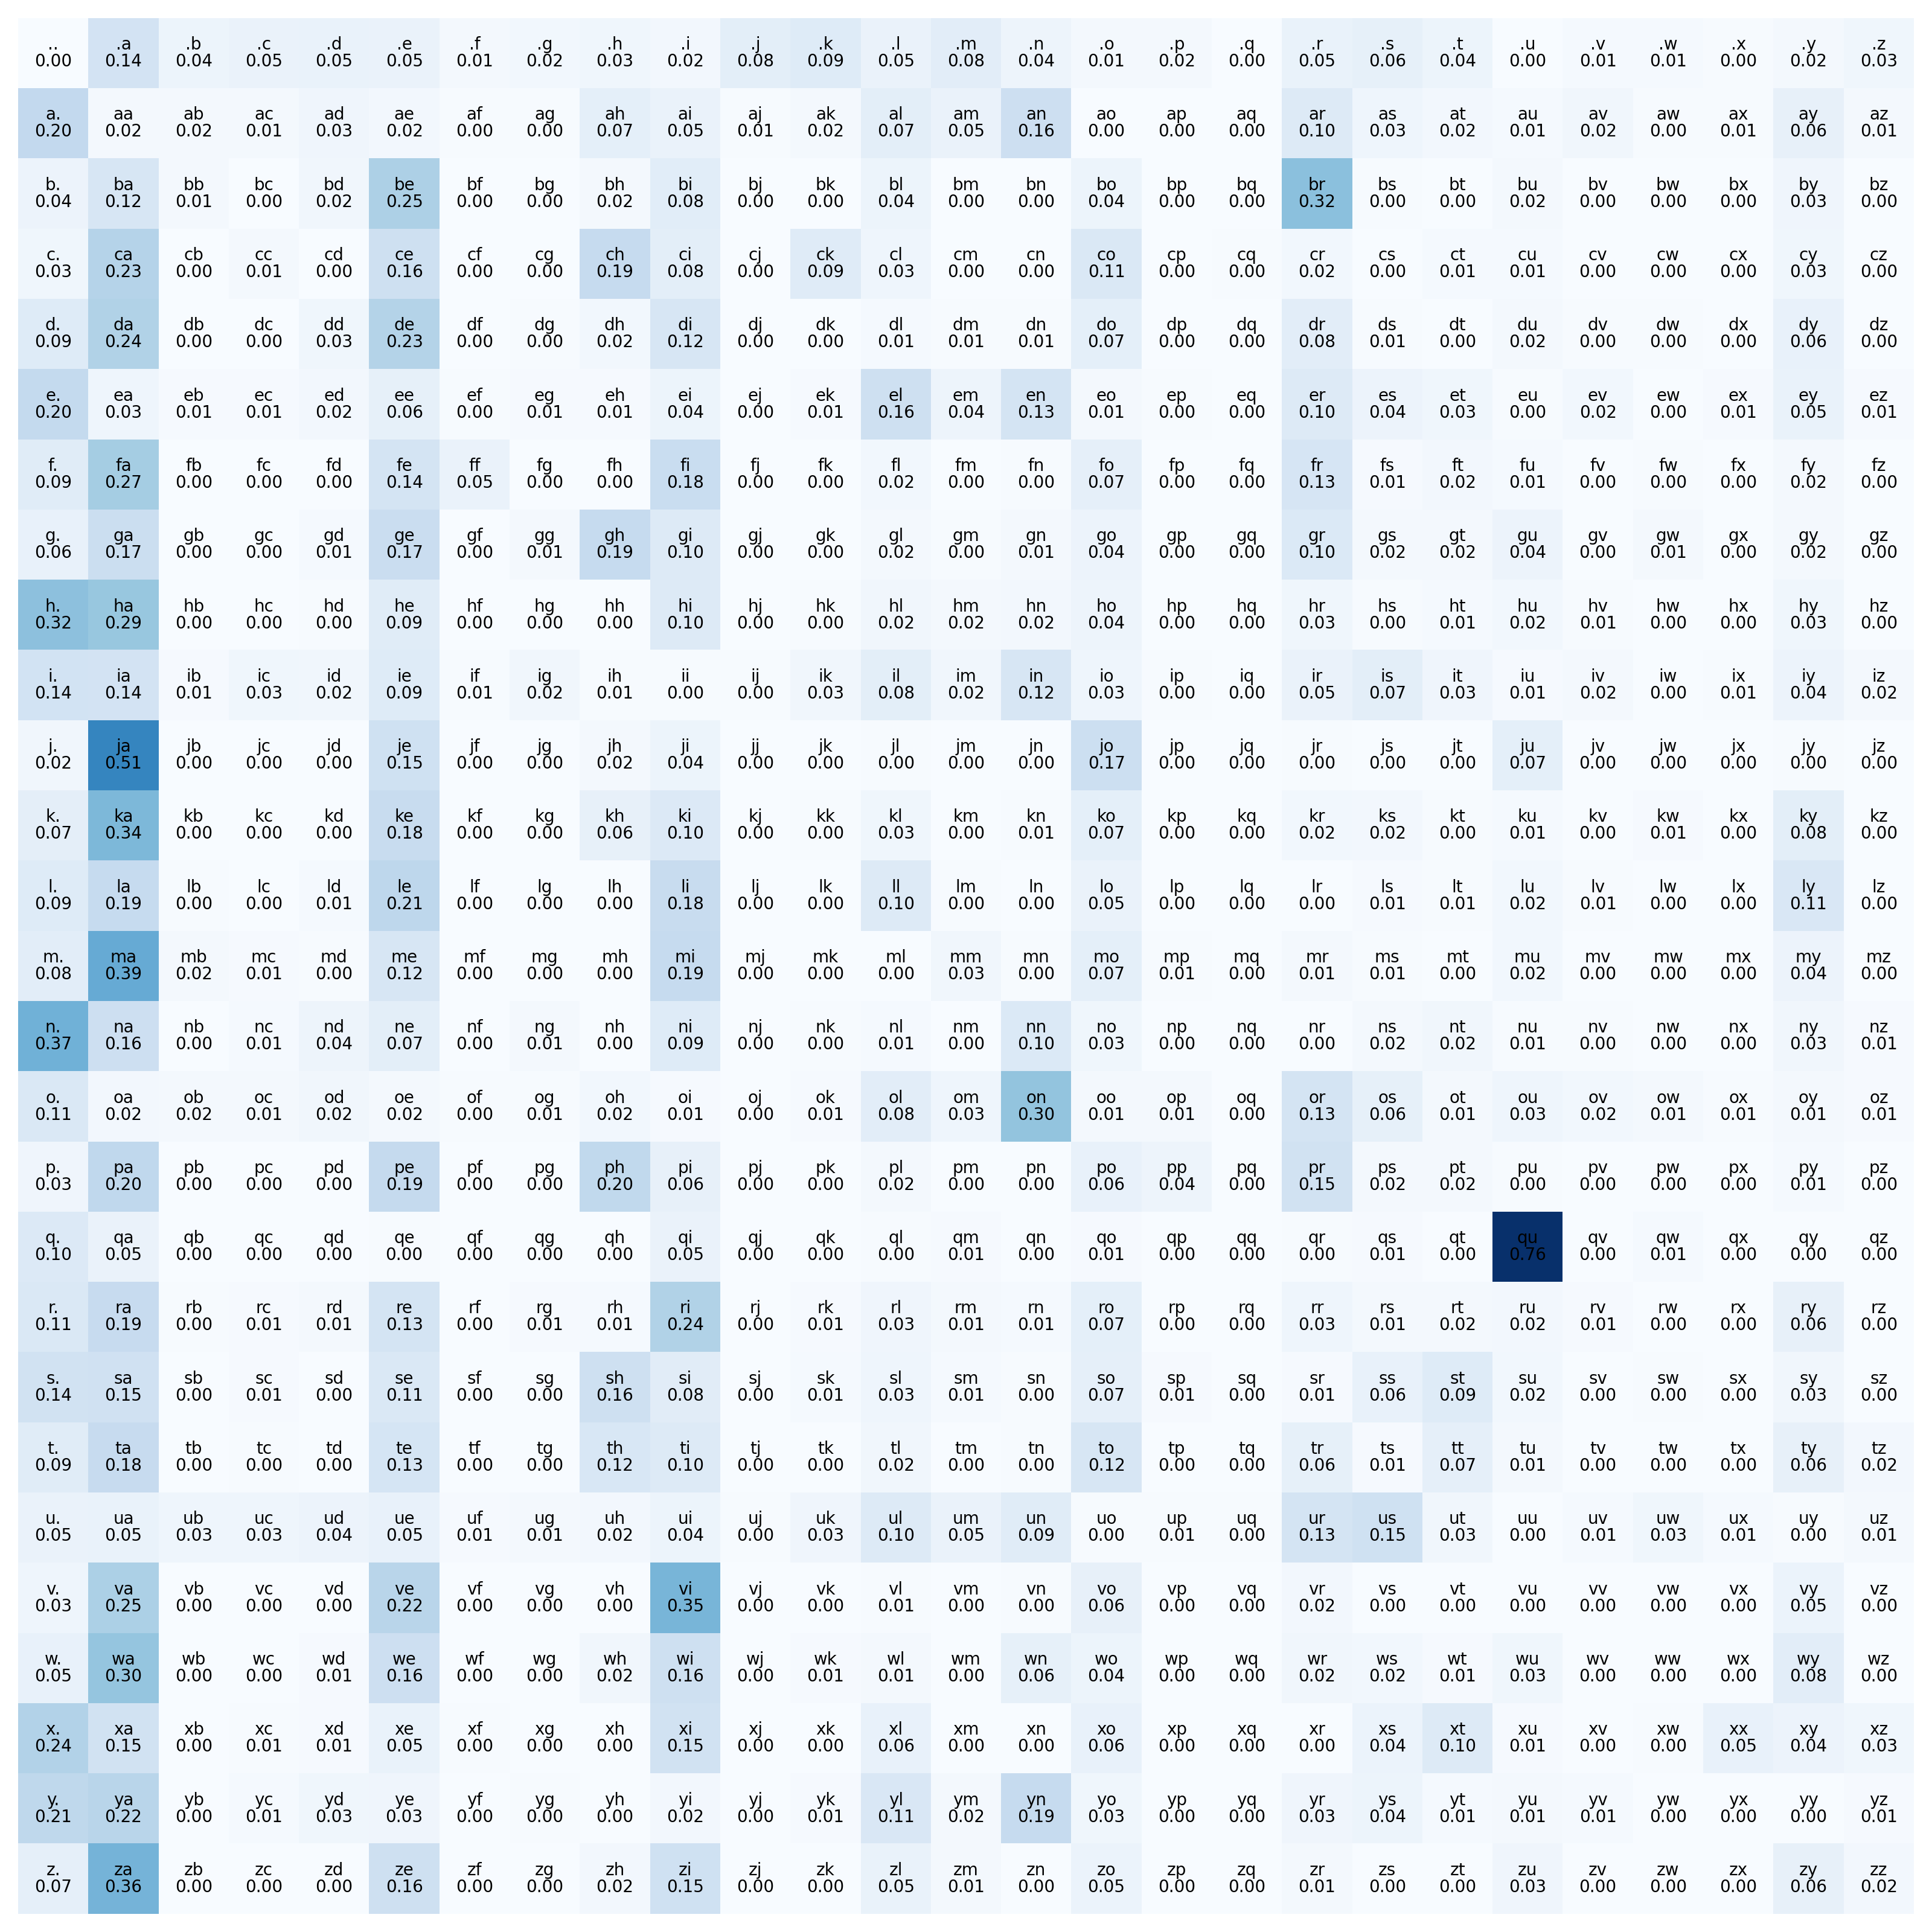 .. .a .b .c .d .e .f .g .h .i .j .k .l .m .n .o .p .q .r .s .t .u .v .w .x .y .z
0.00 0.14 0.04 0.05 0.05 0.05 0.01 0.02 0.03 0.02 0.08 0.09 0.05 0.08 0.04 0.01 0.02 0.00 0.05 0.06 0.04 0.00 0.01 0.01 0.00 0.02 0.03
a. aa ab ac ad ae af ag ah ai aj ak al am an ao ap aq ar as at au av aw ax ay az
0.20 0.02 0.02 0.01 0.03 0.02 0.00 0.00 0.07 0.05 0.01 0.02 0.07 0.05 0.16 0.00 0.00 0.00 0.10 0.03 0.02 0.01 0.02 0.00 0.01 0.06 0.01
b. ba bb bc bd be bf bg bh bi bj bk bl bm bn bo bp bq br bs bt bu bv bw bx by bz
0.04 0.12 0.01 0.00 0.02 0.25 0.00 0.00 0.02 0.08 0.00 0.00 0.04 0.00 0.00 0.04 0.00 0.00 0.32 0.00 0.00 0.02 0.00 0.00 0.00 0.03 0.00
c. ca cb cc cd ce cf cg ch ci cj ck cl cm cn co cp cq cr cs ct cu cv cw cx cy cz
0.03 0.23 0.00 0.01 0.00 0.16 0.00 0.00 0.19 0.08 0.00 0.09 0.03 0.00 0.00 0.11 0.00 0.00 0.02 0.00 0.01 0.01 0.00 0.00 0.00 0.03 0.00
d. da db dc dd de df dg dh di dj dk dl dm dn do dp dq dr ds dt du dv dw dx dy dz
0.09 0.24 0.00 0.00 0.03 0.23 0.00 0.00 0.02 0.12 0.00 0.00 0.01 0.01 0.01 0.07 0.00 0.00 0.08 0.01 0.00 0.02 0.00 0.00 0.00 0.06 0.00
e. ea eb ec ed ee ef eg eh ei ej ek el em en eo ep eq er es et eu ev ew ex ey ez
0.20 0.03 0.01 0.01 0.02 0.06 0.00 0.01 0.01 0.04 0.00 0.01 0.16 0.04 0.13 0.01 0.00 0.00 0.10 0.04 0.03 0.00 0.02 0.00 0.01 0.05 0.01
f. fa fb fc fd fe ff fg fh fi fj fk fl fm fn fo fp fq fr fs ft fu fv fw fx fy fz
0.09 0.27 0.00 0.00 0.00 0.14 0.05 0.00 0.00 0.18 0.00 0.00 0.02 0.00 0.00 0.07 0.00 0.00 0.13 0.01 0.02 0.01 0.00 0.00 0.00 0.02 0.00
g. ga gb gc gd ge gf gg gh gi gj gk gl gm gn go gp gq gr gs gt gu gv gw gx gy gz
0.06 0.17 0.00 0.00 0.01 0.17 0.00 0.01 0.19 0.10 0.00 0.00 0.02 0.00 0.01 0.04 0.00 0.00 0.10 0.02 0.02 0.04 0.00 0.01 0.00 0.02 0.00
h. ha hb hc hd he hf hg hh hi hj hk hl hm hn ho hp hq hr hs ht hu hv hw hx hy hz
0.32 0.29 0.00 0.00 0.00 0.09 0.00 0.00 0.00 0.10 0.00 0.00 0.02 0.02 0.02 0.04 0.00 0.00 0.03 0.00 0.01 0.02 0.01 0.00 0.00 0.03 0.00
i. ia ib ic id ie if ig ih ii ij ik il im in io ip iq ir is it iu iv iw ix iy iz
0.14 0.14 0.01 0.03 0.02 0.09 0.01 0.02 0.01 0.00 0.00 0.03 0.08 0.02 0.12 0.03 0.00 0.00 0.05 0.07 0.03 0.01 0.02 0.00 0.01 0.04 0.02
j. ja jb jc jd je jf jg jh ji jj jk jl jm jn jo jp jq jr js jt ju jv jw jx jy jz
0.02 0.51 0.00 0.00 0.00 0.15 0.00 0.00 0.02 0.04 0.00 0.00 0.00 0.00 0.00 0.17 0.00 0.00 0.00 0.00 0.00 0.07 0.00 0.00 0.00 0.00 0.00
k. ka kb kc kd ke kf kg kh ki kj kk kl km kn ko kp kq kr ks kt ku kv kw kx ky kz
0.07 0.34 0.00 0.00 0.00 0.18 0.00 0.00 0.06 0.10 0.00 0.00 0.03 0.00 0.01 0.07 0.00 0.00 0.02 0.02 0.00 0.01 0.00 0.01 0.00 0.08 0.00
l. la lb lc ld le lf lg lh li lj lk ll lm ln lo lp lq lr ls lt lu lv lw lx ly lz
0.09 0.19 0.00 0.00 0.01 0.21 0.00 0.00 0.00 0.18 0.00 0.00 0.10 0.00 0.00 0.05 0.00 0.00 0.00 0.01 0.01 0.02 0.01 0.00 0.00 0.11 0.00
m. ma mb mc md me mf mg mh mi mj mk ml mm mn mo mp mq mr ms mt mu mv mw mx my mz
0.08 0.39 0.02 0.01 0.00 0.12 0.00 0.00 0.00 0.19 0.00 0.00 0.00 0.03 0.00 0.07 0.01 0.00 0.01 0.01 0.00 0.02 0.00 0.00 0.00 0.04 0.00
n. na nb nc nd ne nf ng nh ni nj nk nl nm nn no np nq nr ns nt nu nv nw nx ny nz
0.37 0.16 0.00 0.01 0.04 0.07 0.00 0.01 0.00 0.09 0.00 0.00 0.01 0.00 0.10 0.03 0.00 0.00 0.00 0.02 0.02 0.01 0.00 0.00 0.00 0.03 0.01
o. oa ob oc od oe of og oh oi oj ok ol om on oo op oq or os ot ou ov ow ox oy oz
0.11 0.02 0.02 0.01 0.02 0.02 0.00 0.01 0.02 0.01 0.00 0.01 0.08 0.03 0.30 0.01 0.01 0.00 0.13 0.06 0.01 0.03 0.02 0.01 0.01 0.01 0.01
p. pa pb pc pd pe pf pg ph pi pj pk pl pm pn po pp pq pr ps pt pu pv pw px py pz
0.03 0.20 0.00 0.00 0.00 0.19 0.00 0.00 0.20 0.06 0.00 0.00 0.02 0.00 0.00 0.06 0.04 0.00 0.15 0.02 0.02 0.00 0.00 0.00 0.00 0.01 0.00
q. qa qb qc qd qe qf qg qh qi qj qk ql qm qn qo qp qq qr qs qt qu qv qw qx qy qz
0.10 0.05 0.00 0.00 0.00 0.00 0.00 0.00 0.00 0.05 0.00 0.00 0.00 0.01 0.00 0.01 0.00 0.00 0.00 0.01 0.00 0.76 0.00 0.01 0.00 0.00 0.00
r. ra rb rc rd re rf rg rh ri rj rk rl rm rn ro rp rq rr rs rt ru rv rw rx ry rz
0.11 0.19 0.00 0.01 0.01 0.13 0.00 0.01 0.01 0.24 0.00 0.01 0.03 0.01 0.01 0.07 0.00 0.00 0.03 0.01 0.02 0.02 0.01 0.00 0.00 0.06 0.00
s. sa sb sc sd se sf sg sh si sj sk sl sm sn so sp sq sr ss st su sv sw sx sy sz
0.14 0.15 0.00 0.01 0.00 0.11 0.00 0.00 0.16 0.08 0.00 0.01 0.03 0.01 0.00 0.07 0.01 0.00 0.01 0.06 0.09 0.02 0.00 0.00 0.00 0.03 0.00
t. ta tb tc td te tf tg th ti tj tk tl tm tn to tp tq tr ts tt tu tv tw tx ty tz
0.09 0.18 0.00 0.00 0.00 0.13 0.00 0.00 0.12 0.10 0.00 0.00 0.02 0.00 0.00 0.12 0.00 0.00 0.06 0.01 0.07 0.01 0.00 0.00 0.00 0.06 0.02
u. ua ub uc ud ue uf ug uh ui uj uk ul um un uo up uq ur us ut uu uv uw ux uy uz
0.05 0.05 0.03 0.03 0.04 0.05 0.01 0.01 0.02 0.04 0.00 0.03 0.10 0.05 0.09 0.00 0.01 0.00 0.13 0.15 0.03 0.00 0.01 0.03 0.01 0.00 0.01
v. va vb vc vd ve vf vg vh vi vj vk vl vm vn vo vp vq vr vs vt vu vv vw vx vy vz
0.03 0.25 0.00 0.00 0.00 0.22 0.00 0.00 0.00 0.35 0.00 0.00 0.01 0.00 0.00 0.06 0.00 0.00 0.02 0.00 0.00 0.00 0.00 0.00 0.00 0.05 0.00
w. wa wb wc wd we wf wg wh wi wj wk wl wm wn wo wp wq wr ws wt wu wv ww wx wy wz
0.05 0.30 0.00 0.00 0.01 0.16 0.00 0.00 0.02 0.16 0.00 0.01 0.01 0.00 0.06 0.04 0.00 0.00 0.02 0.02 0.01 0.03 0.00 0.00 0.00 0.08 0.00
x. xa xb xc xd xe xf xg xh xi xj xk xl xm xn xo xp xq xr xs xt xu xv xw xx xy xz
0.24 0.15 0.00 0.01 0.01 0.05 0.00 0.00 0.00 0.15 0.00 0.00 0.06 0.00 0.00 0.06 0.00 0.00 0.00 0.04 0.10 0.01 0.00 0.00 0.05 0.04 0.03
y. ya yb yc yd ye yf yg yh yi yj yk yl ym yn yo yp yq yr ys yt yu yv yw yx yy yz
0.21 0.22 0.00 0.01 0.03 0.03 0.00 0.00 0.00 0.02 0.00 0.01 0.11 0.02 0.19 0.03 0.00 0.00 0.03 0.04 0.01 0.01 0.01 0.00 0.00 0.00 0.01
z. za zb zc zd ze zf zg zh zi zj zk zl zm zn zo zp zq zr zs zt zu zv zw zx zy zz
0.07 0.36 0.00 0.00 0.00 0.16 0.00 0.00 0.02 0.15 0.00 0.00 0.05 0.01 0.00 0.05 0.00 0.00 0.01 0.00 0.00 0.03 0.00 0.00 0.00 0.06 0.02